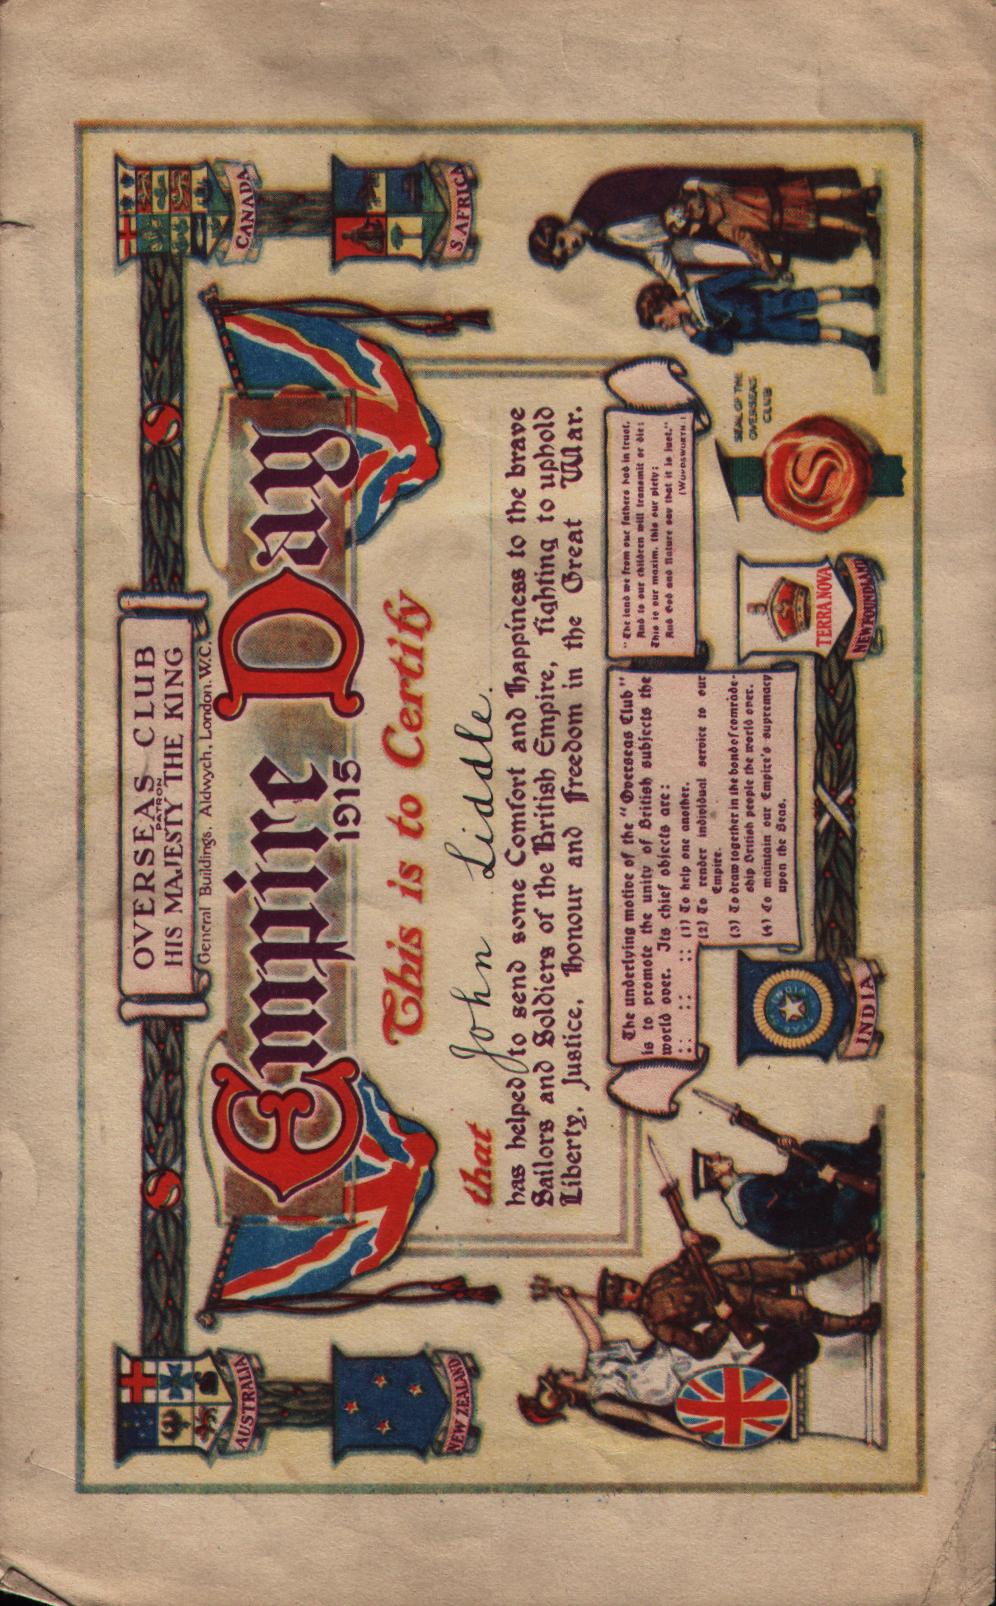 OVERSEAS CLUB
PATRON
HIS MAJESTY THE KING
General Buildings, Aldwych, London. W.C.
Empire Day
1915
This is to Certify
that John Liddle.
has helped to send some Comfort and Happiness to the brave
Sailors and Soldiers of the British Empire, fighting to uphold
Liberty, Justice, Honour and Freedom in the Great War.
The underlying motive of the "Overseas Club"
is to promote the unity of British subjects the
world over. Its chief objects are:
:: :: :: :: (1) To help one another.
(2) To render individual service to our
Empire.
(3) To draw together in the bond of comrade-
ship British people the world over.
(4) To maintain our Empire's supremacy
upon the Seas.
"The land we from our fathers had in trust,
And to our children will transmit or die:
This is our maxim, this our piety;
And God and Nature say that it is just."
(WORDSWORTH.)
SEAL OF THE
OVERSEAS
CLUB
AUSTRALIA
NEW ZEALAND
CANADA
S. AFRICA
INDIA
TERRA NOVA
NEWFOUNDLAND